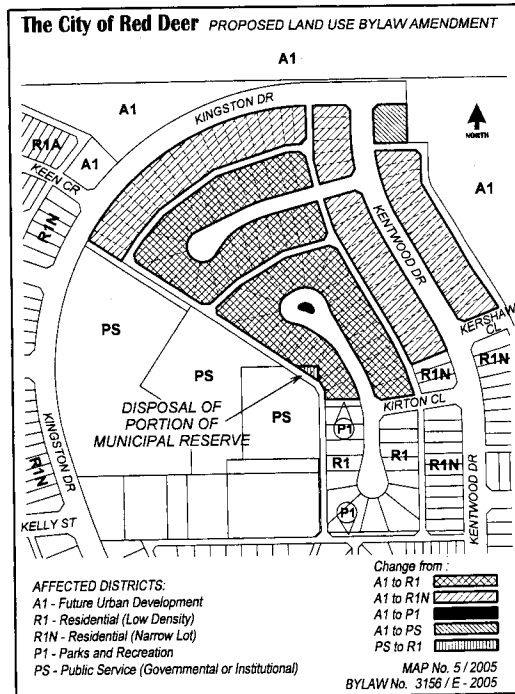 The City of Red Deer PROPOSED LAND USE BYLAW AMENDMENT
A1
A1
KINGSTON DR
R1A
A1
KEEN CR
R1N
NORTH
A1
KENTWOOD DR
KERSHAW
CL
PS
PS
R1N
R1N
DISPOSAL OF
PORTION OF
MUNICIPAL RESERVE
PS
KIRTON CL
P1
R1
R1
R1N
P1
KINGSTON DR
R1N
KELLY ST
KENTWOOD DR
AFFECTED DISTRICTS:
A1 - Future Urban Development
R1 - Residential (Low Density)
R1N - Residential (Narrow Lot)
P1 - Parks and Recreation
PS - Public Service (Governmental or Institutional)
Change from :
A1 to R1
A1 to R1N
A1 to P1
A1 to PS
PS to R1
MAP No. 5 / 2005
BYLAW No. 3156 / E - 2005